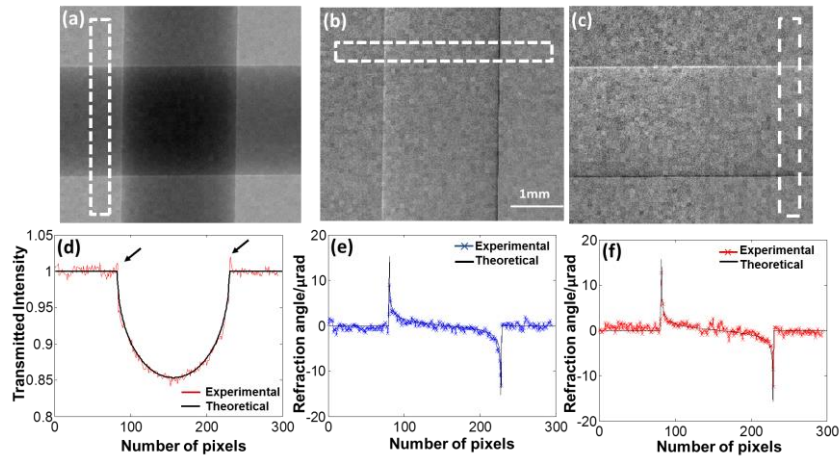 (a)
(b)
(c)
1mm
(d)
1.05
1
0.95
0.9
0.85
0.8
Transmitted Intensity
Experimental
Theoretical
0
100
200
300
Number of pixels
(e)
20
10
0
-10
-20
Refraction angle/μrad
Experimental
Theoretical
0
100
200
300
Number of pixels
(f)
20
10
0
-10
-20
Refraction angle/μrad
Experimental
Theoretical
0
100
200
300
Number of pixels